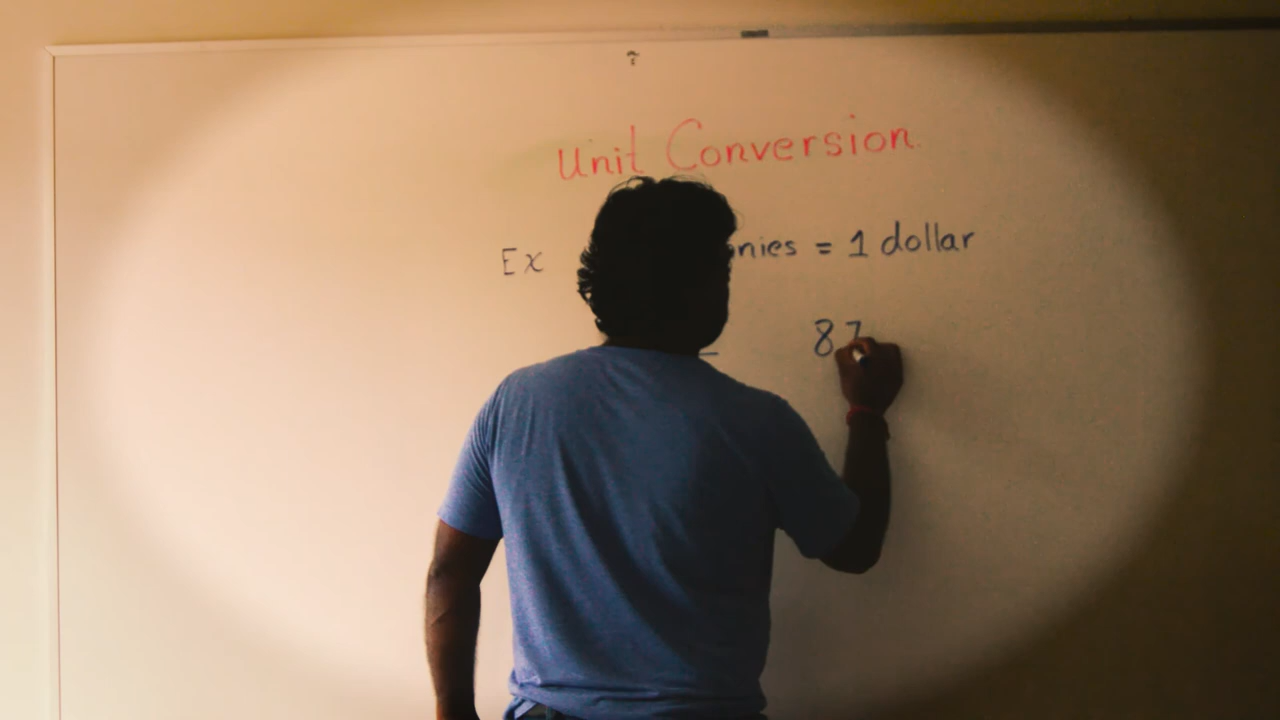 Unit Conversion
Ex nies = 1 dollar
87